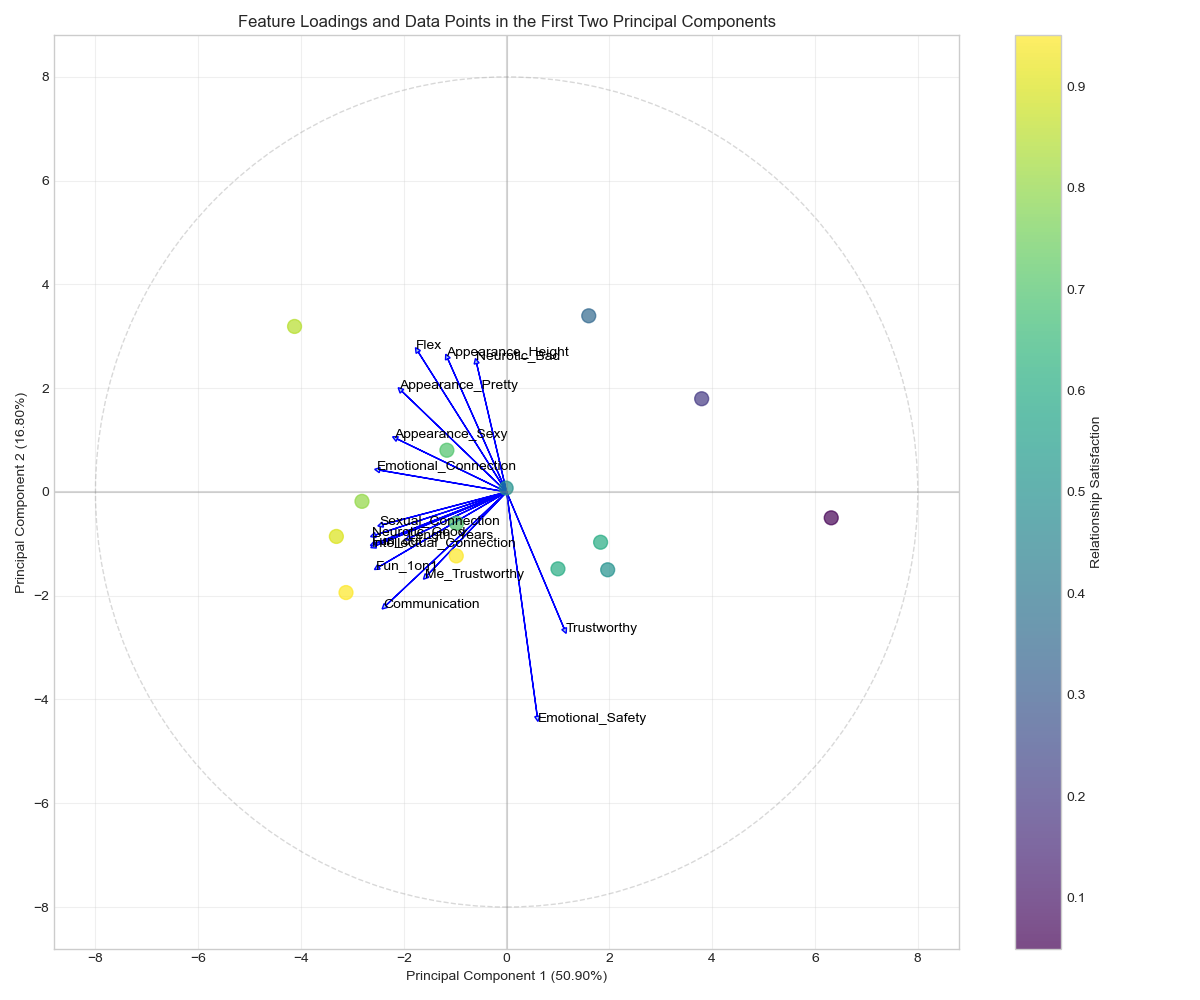 Feature Loadings and Data Points in the First Two Principal Components
8
6
4
2
0
−2
−4
−6
−8
Principal Component 2 (16.80%)
Flex
Appearance_Height
Neurotic_Bad
Appearance_Pretty
Appearance_Sexy
Emotional_Connection
Sexual_Connection
Neurotic_Good
Length_Years
Intellectual_Connection
Fun_1on1
Me_Trustworthy
Communication
Trustworthy
Emotional_Safety
−8 −6 −4 −2 0 2 4 6 8
Principal Component 1 (50.90%)
0.9
0.8
0.7
0.6
0.5
0.4
0.3
0.2
0.1
Relationship Satisfaction